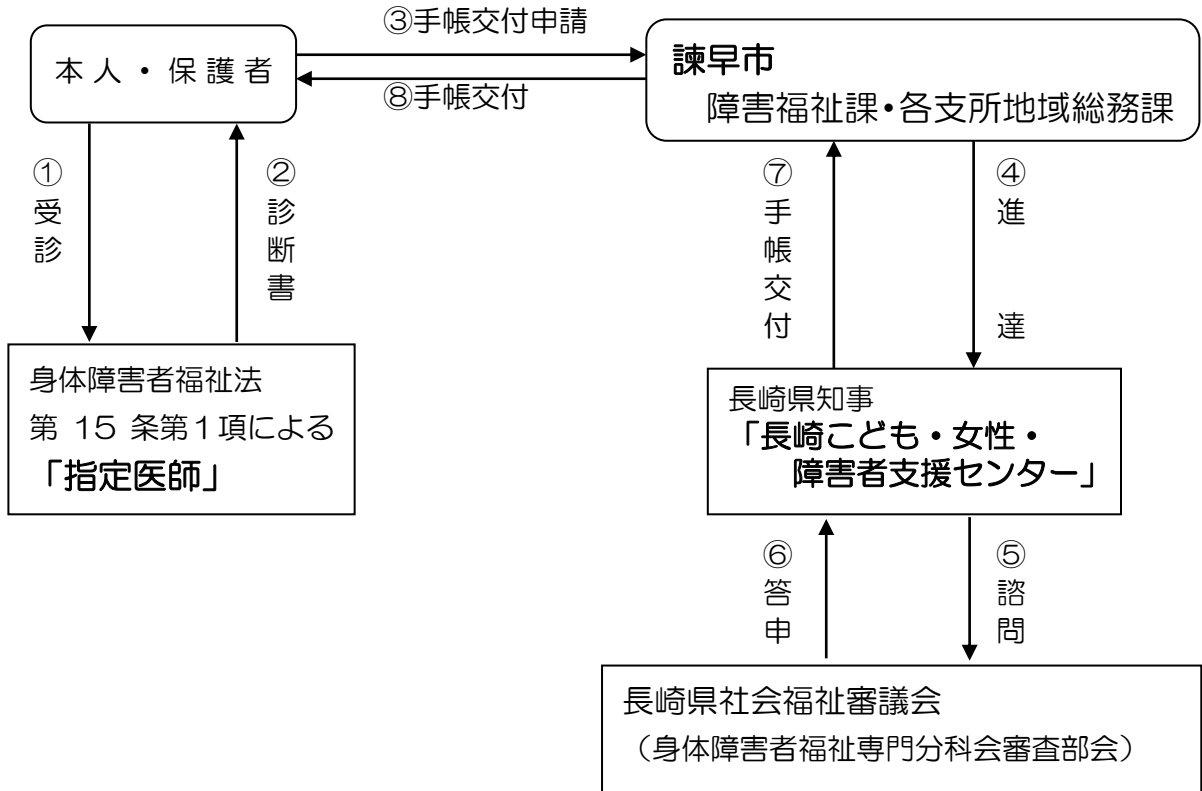 ③手帳交付申請
本人・保護者
諫早市
障害福祉課・各支所地域総務課
⑧手帳交付
①受診
②診断書
⑦手帳交付
④進達
身体障害者福祉法
第 15 条第1項による
「指定医師」
長崎県知事
「長崎こども・女性・
障害者支援センター」
⑥答申
⑤諮問
長崎県社会福祉審議会
（身体障害者福祉専門分科会審査部会）